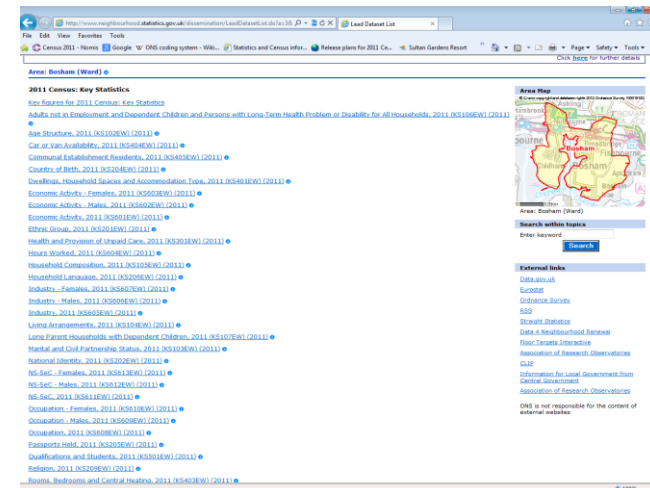 http://www.neighbourhood.statistics.gov.uk/dissemination/LeadDatasetList.do?a=3&
Lead Dataset List
File Edit View Favorites Tools
Census 2011 - Nomis Google ONS coding system - Wiki... Statistics and Census infor... Release plans for 2011 Ce... Sultan Gardens Resort
Page Safety Tools
Click here for further details
Area: Bosham (Ward)
2011 Census: Key Statistics
Key figures for 2011 Census: Key Statistics
Adults not in Employment and Dependent Children and Persons with Long-Term Health Problem or Disability for All Households, 2011 (KS106EW) (2011)
Age Structure, 2011 (KS102EW) (2011)
Car or Van Availability, 2011 (KS404EW) (2011)
Communal Establishment Residents, 2011 (KS405EW) (2011)
Country of Birth, 2011 (KS204EW) (2011)
Dwellings, Household Spaces and Accommodation Type, 2011 (KS401EW) (2011)
Economic Activity - Females, 2011 (KS603EW) (2011)
Economic Activity - Males, 2011 (KS602EW) (2011)
Economic Activity, 2011 (KS601EW) (2011)
Ethnic Group, 2011 (KS201EW) (2011)
Health and Provision of Unpaid Care, 2011 (KS301EW) (2011)
Hours Worked, 2011 (KS604EW) (2011)
Household Composition, 2011 (KS105EW) (2011)
Household Language, 2011 (KS206EW) (2011)
Industry - Females, 2011 (KS607EW) (2011)
Industry - Males, 2011 (KS606EW) (2011)
Industry, 2011 (KS605EW) (2011)
Living Arrangements, 2011 (KS104EW) (2011)
Lone Parent Households with Dependent Children, 2011 (KS107EW) (2011)
Marital and Civil Partnership Status, 2011 (KS103EW) (2011)
National Identity, 2011 (KS202EW) (2011)
NS-SeC - Females, 2011 (KS613EW) (2011)
NS-SeC - Males, 2011 (KS612EW) (2011)
NS-SeC, 2011 (KS611EW) (2011)
Occupation - Females, 2011 (KS610EW) (2011)
Occupation - Males, 2011 (KS609EW) (2011)
Occupation, 2011 (KS608EW) (2011)
Passports Held, 2011 (KS205EW) (2011)
Qualifications and Students, 2011 (KS501EW) (2011)
Religion, 2011 (KS209EW) (2011)
Rooms, Bedrooms and Central Heating, 2011 (KS403EW) (2011)
Area Map
Bosham
Fishbourne
Bosham
Area: Bosham (Ward)
Search within topics
Enter keyword
Search
External links
Data.gov.uk
Eurostat
Ordnance Survey
RSS
Straight Statistics
Data 4 Neighbourhood Renewal
Floor Targets Interactive
Association of Research Observatories
CLIP
Information for Local Government from
Central Government
Association of Research Observatories
ONS is not responsible for the content of
external websites